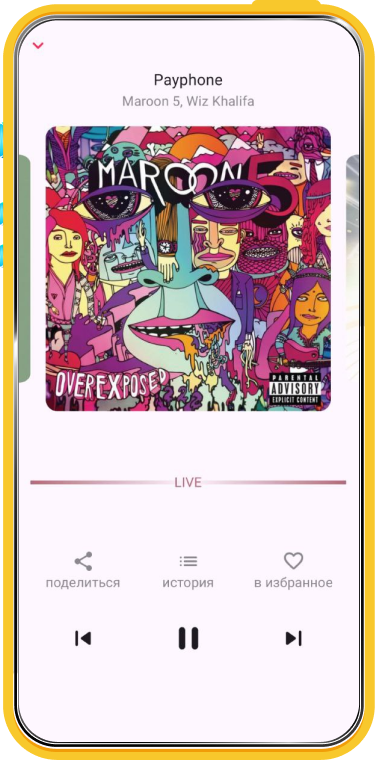 Payphone
Maroon 5, Wiz Khalifa
MAROON 5
OVEREXPOSED
PARENTAL
ADVISORY
EXPLICIT CONTENT
LIVE
поделиться
история
в избранное